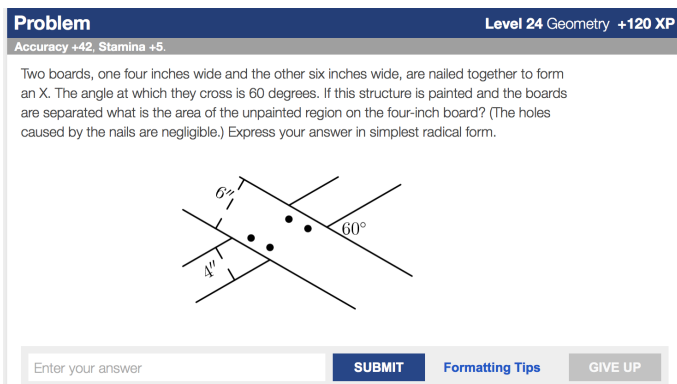 Problem
Level 24 Geometry +120 XP
Accuracy +42, Stamina +5.
Two boards, one four inches wide and the other six inches wide, are nailed together to form
an X. The angle at which they cross is 60 degrees. If this structure is painted and the boards
are separated what is the area of the unpainted region on the four-inch board? (The holes
caused by the nails are negligible.) Express your answer in simplest radical form.
6"
60°
4"
Enter your answer
SUBMIT
Formatting Tips
GIVE UP